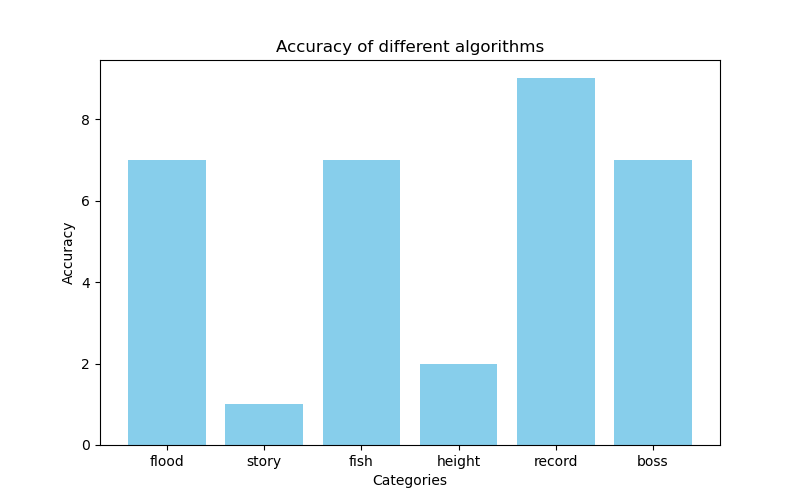 Accuracy of different algorithms
Accuracy
8
6
4
2
0
flood story fish height record boss
Categories